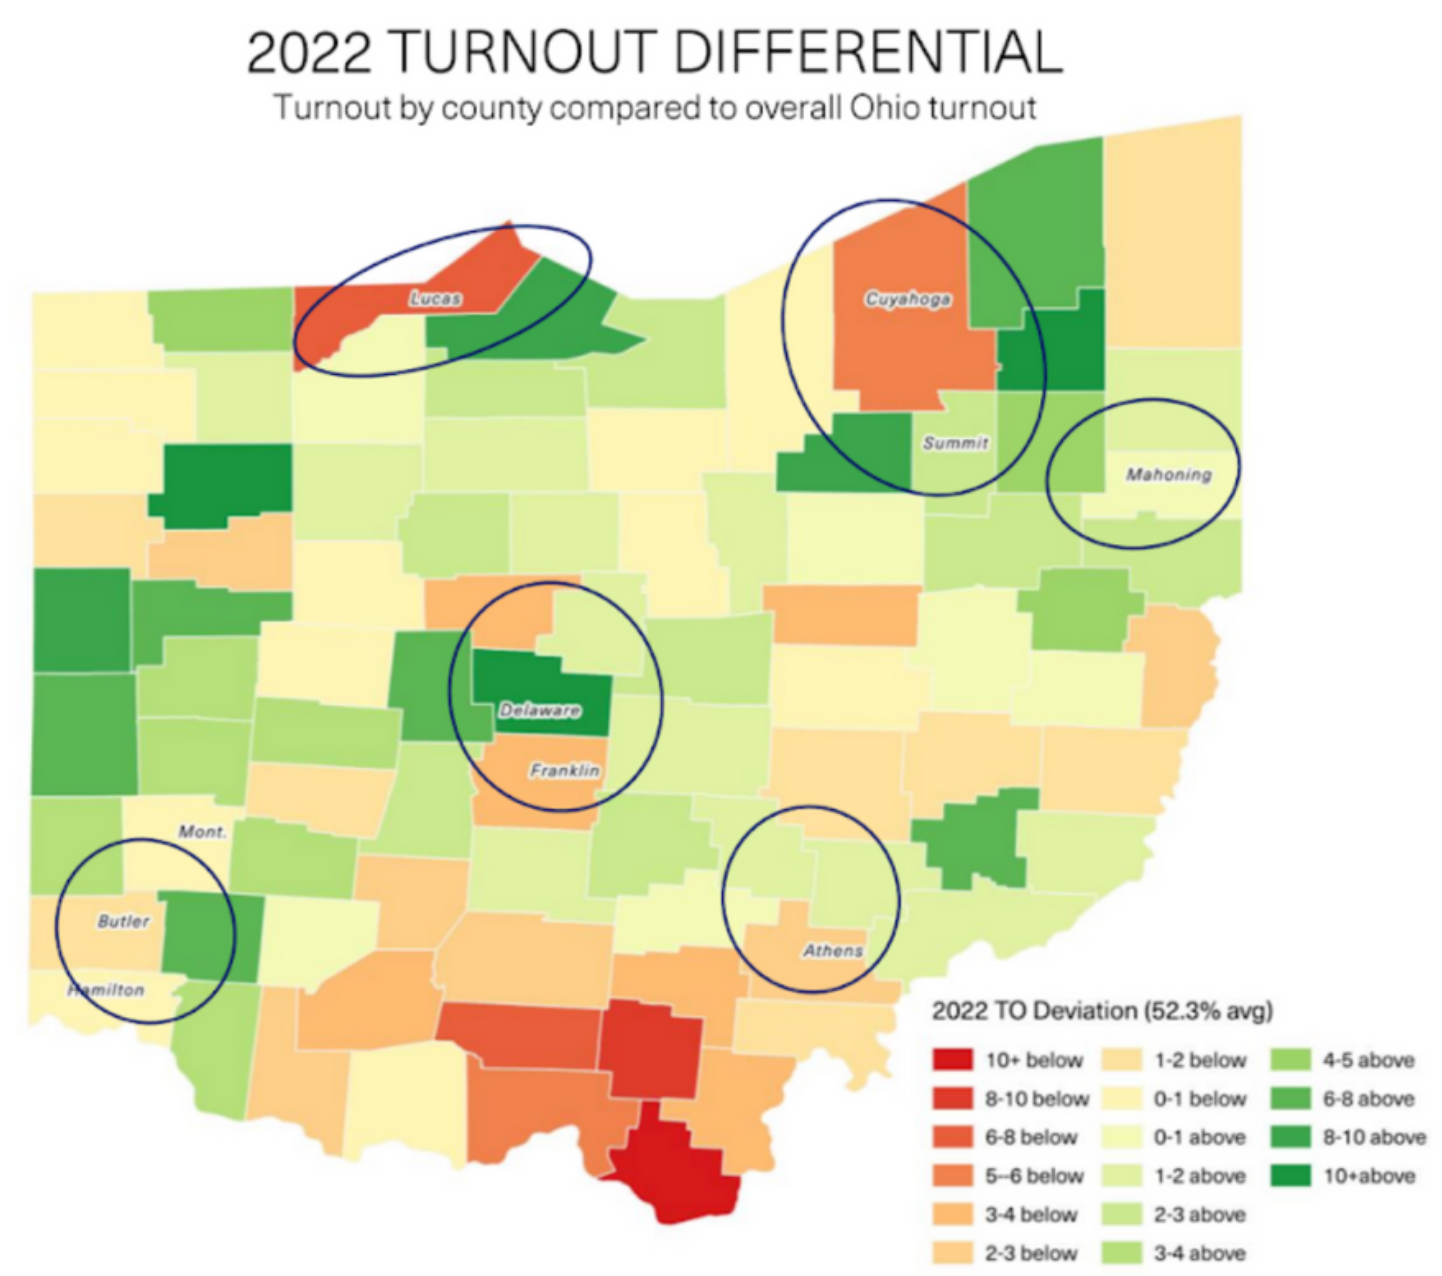 2022 TURNOUT DIFFERENTIAL
Turnout by county compared to overall Ohio turnout
Lucas
Cuyahoga
Summit
Mahoning
Delaware
Franklin
Mont.
Butler
Hamilton
Athens
2022 TO Deviation (52.3% avg)
10+ below
8-10 below
6-8 below
5--6 below
3-4 below
2-3 below
1-2 below
0-1 below
0-1 above
1-2 above
2-3 above
3-4 above
4-5 above
6-8 above
8-10 above
10+above